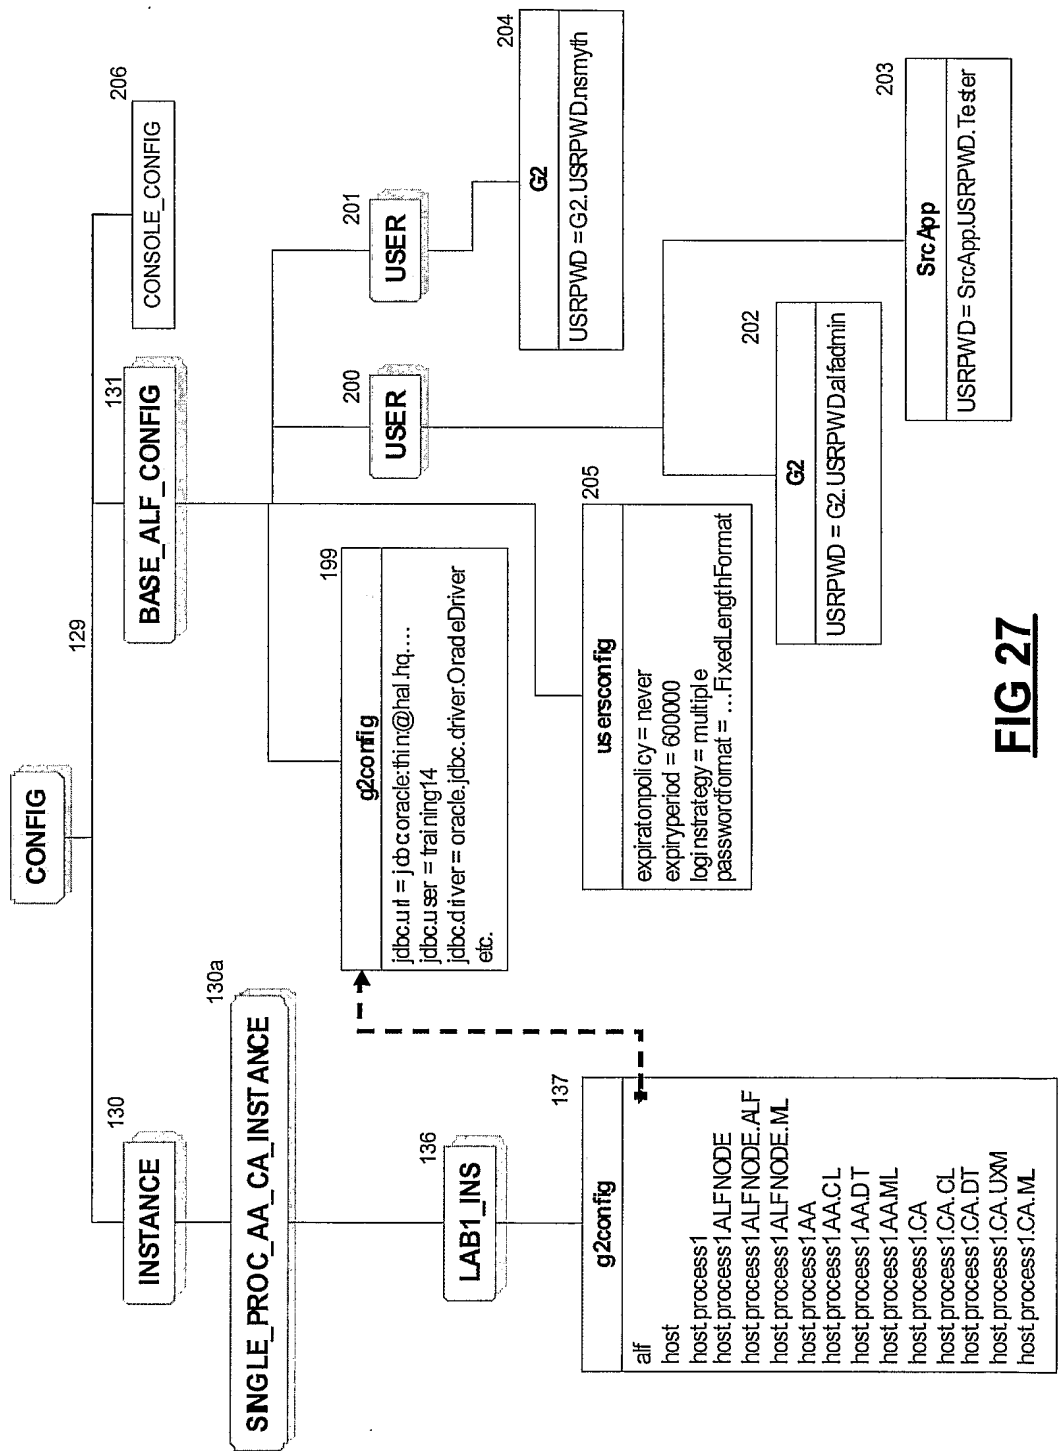 CONFIG
129
INSTANCE
130
SNGLE_PROC_AA_CA_INSTANCE
130a
LAB1_INS
136
137
g2config
alf
host
host.process1
host.process1.ALFNODE
host.process1.ALFNODE.ALF
host.process1.ALFNODE.ML
host.process1.AA
host.process1.AA.CL
host.process1.AA.DT
host.process1.AA.ML
host.process1.CA
host.process1.CA.CL
host.process1.CA.DT
host.process1.CA.UXM
host.process1.CA.ML
BASE_ALF_CONFIG
131
CONSOLE_CONFIG
206
199
g2config
jdbc.url = jdbc:oracle:thin:@hal.hq....
jdbc.user = training14
jdbc.driver = oracle.jdbc.driver.OracleDriver
etc.
205
usersconfig
expiratonpolicy = never
expiryperiod = 600000
loginstrategy = multiple
passwordformat = ...FixedLengthFormat
USER
200
USER
201
202
G2
USRPWD = G2.USRPWD.alfadmin
203
SrcApp
USRPWD = SrcApp.USRPWD.Tester
204
G2
USRPWD = G2.USRPWD.nsmyth
FIG 27